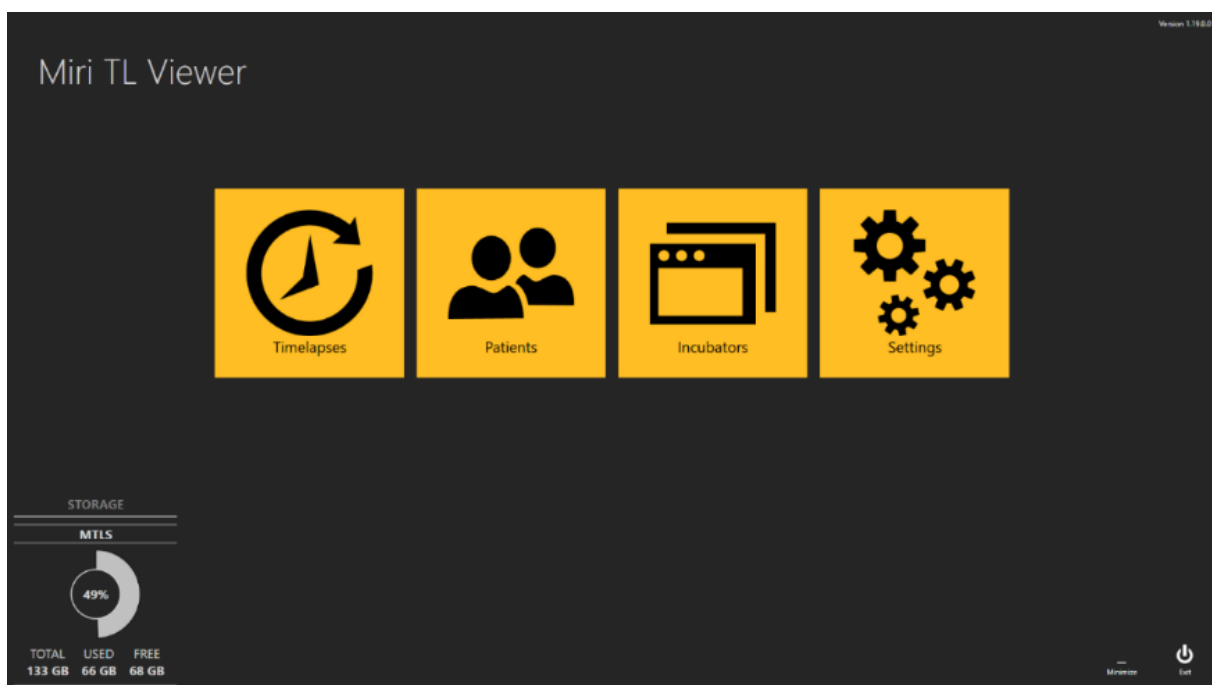 Version 1.19.0.0
Miri TL Viewer
Timelapses
Patients
Incubators
Settings
STORAGE
MTLS
49%
TOTAL USED FREE
133 GB 66 GB 68 GB
Minimize
Exit